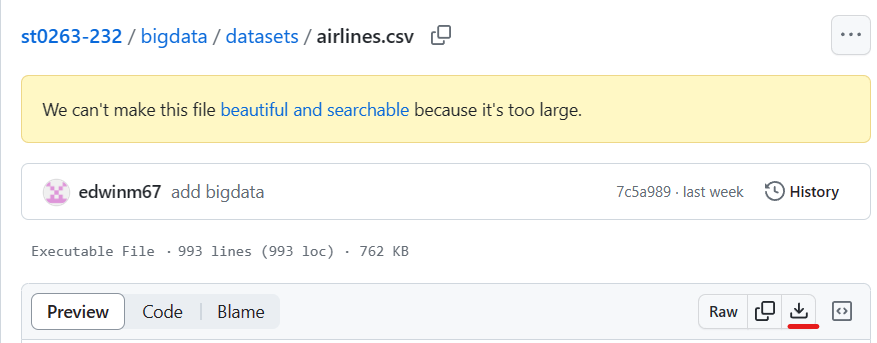 st0263-232 / bigdata / datasets / airlines.csv
We can't make this file beautiful and searchable because it's too large.
edwinm67 add bigdata 7c5a989 · last week History
Executable File · 993 lines (993 loc) · 762 KB
Preview Code Blame Raw